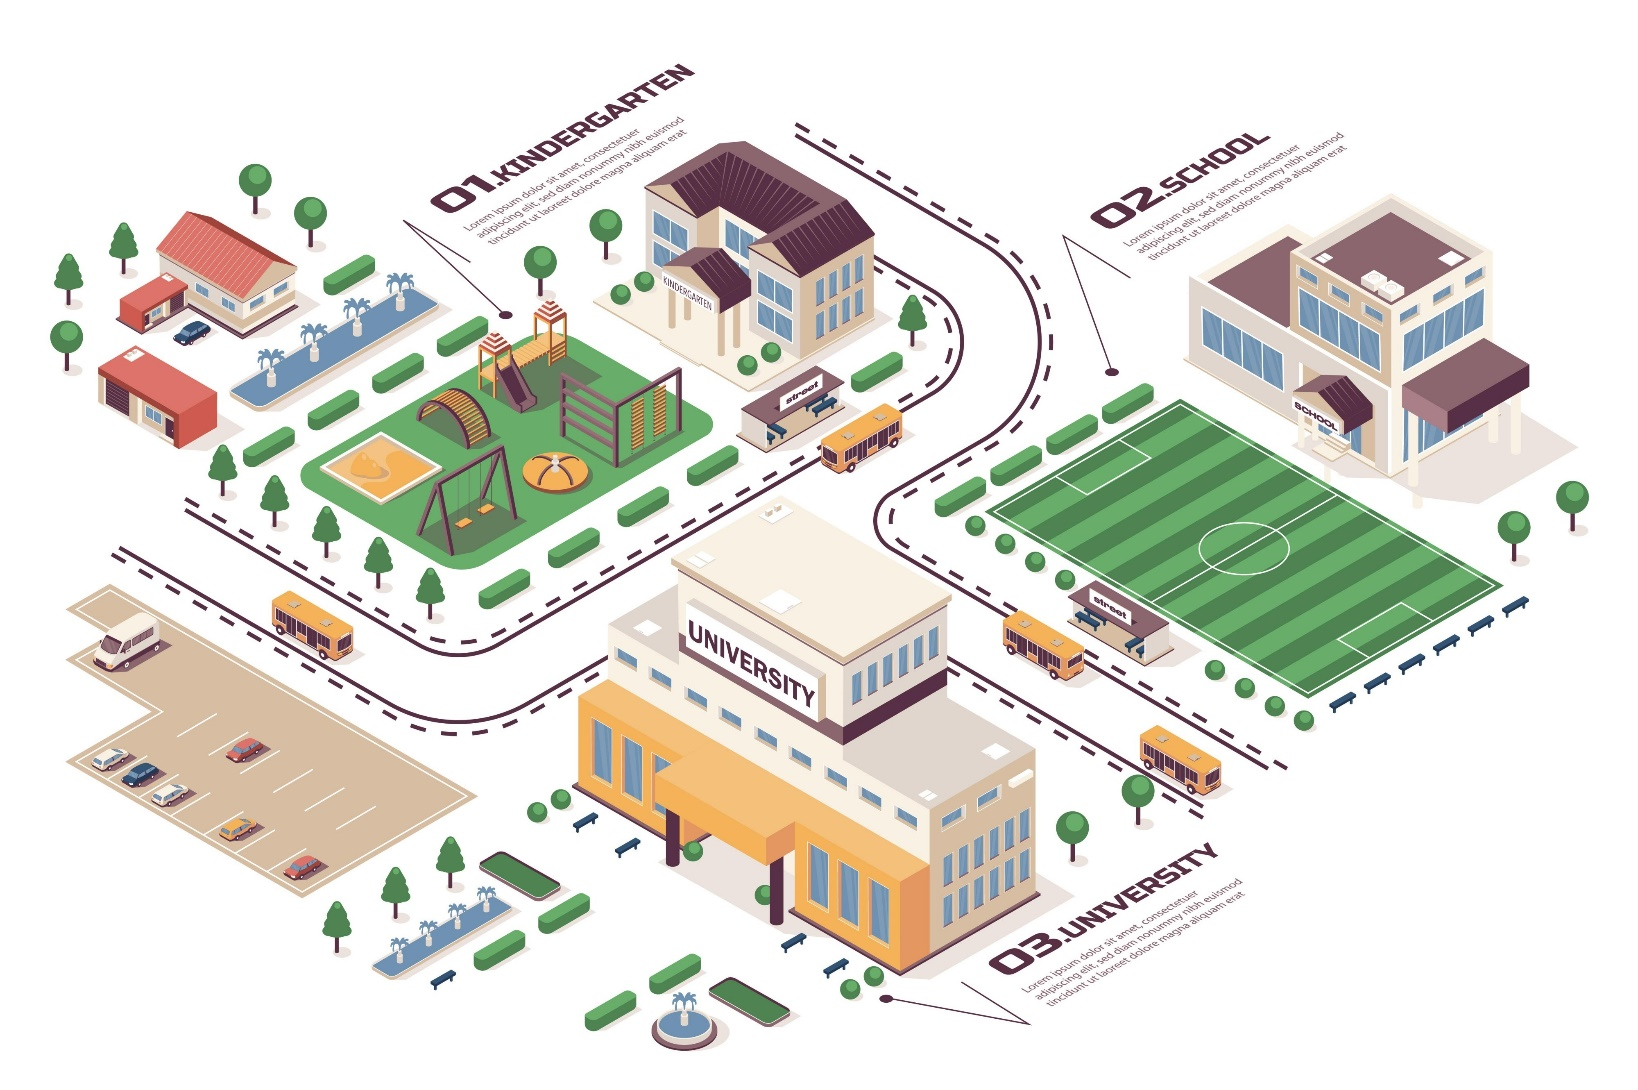 01.KINDERGARTEN
Lorem ipsum dolor sit amet, consectetuer
adipiscing elit, sed diam nonummy nibh euismod
tincidunt ut laoreet dolore magna aliquam erat
KINDERGARTEN
street
02.SCHOOL
Lorem ipsum dolor sit amet, consectetuer
adipiscing elit, sed diam nonummy nibh euismod
tincidunt ut laoreet dolore magna aliquam erat
SCHOOL
street
UNIVERSITY
03.UNIVERSITY
Lorem ipsum dolor sit amet, consectetuer
adipiscing elit, sed diam nonummy nibh euismod
tincidunt ut laoreet dolore magna aliquam erat